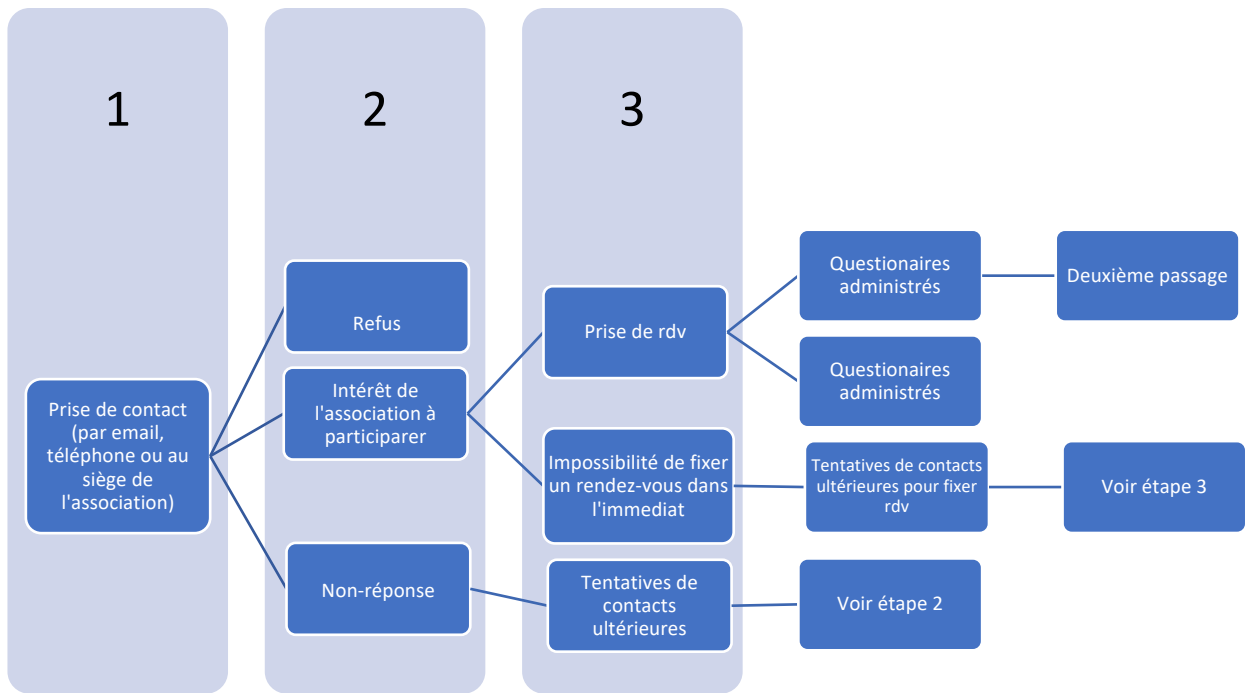 1
2
3
Prise de contact
(par email,
téléphone ou au
siège de
l'association)
Refus
Intérêt de
l'association à
participarer
Non-réponse
Prise de rdv
Impossibilité de fixer
un rendez-vous dans
l'immediat
Tentatives de
contacts
ultérieures
Questionaires
administrés
Questionaires
administrés
Tentatives de contacts
ultérieures pour fixer
rdv
Voir étape 2
Deuxième passage
Voir étape 3